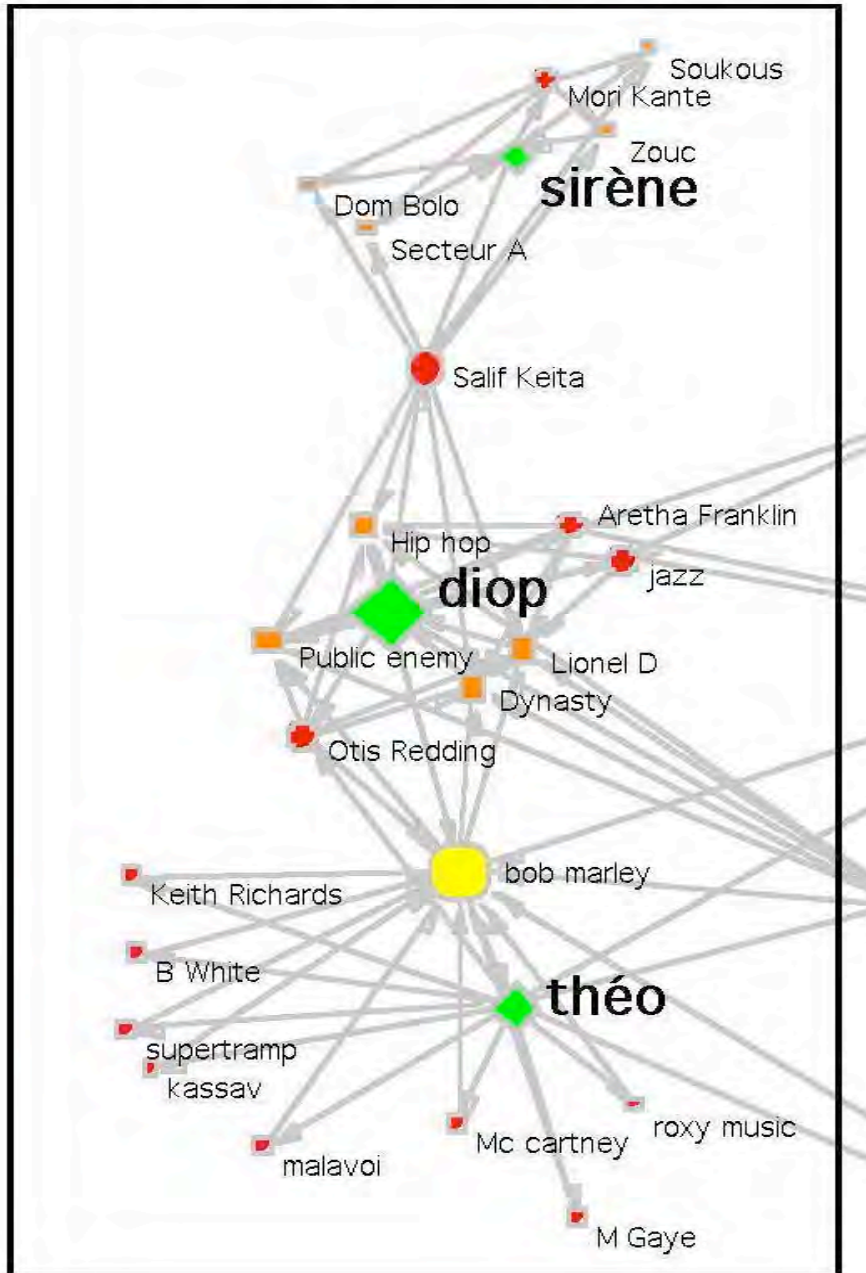 Soukous
Mori Kante
Zouc
sirène
Dom Bolo
Secteur A
Salif Keita
Aretha Franklin
Hip hop
jazz
diop
Public enemy
Lionel D
Dynasty
Otis Redding
bob marley
Keith Richards
B White
théo
supertramp
kassav
roxy music
Mc cartney
malavoi
M Gaye